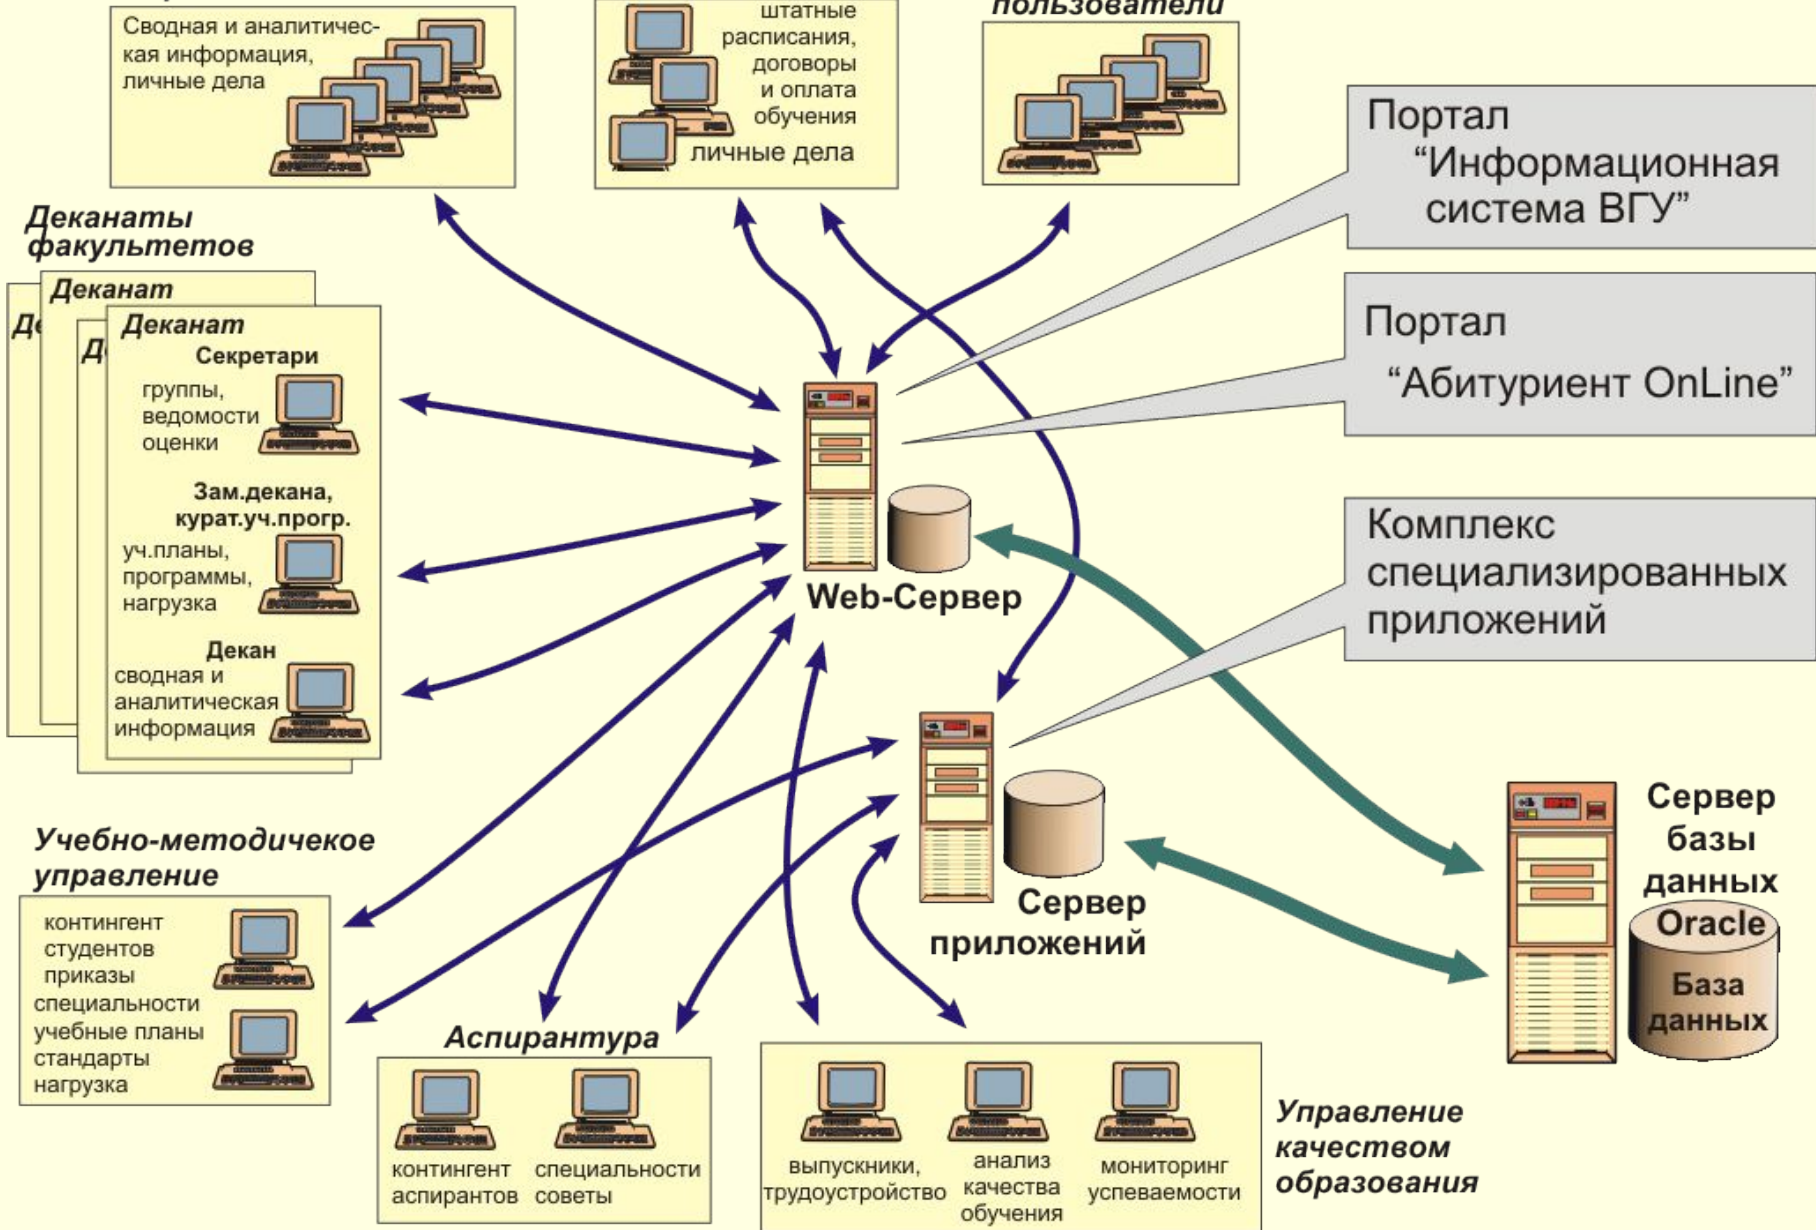 пользователи
Сводная и аналитичес-
кая информация,
личные дела
штатные
расписания,
договоры
и оплата
обучения
личные дела
Портал
“Информационная
система ВГУ”
Портал
“Абитуриент OnLine”
Комплекс
специализированных
приложений
Деканаты
факультетов
Деканат
Де
Д
Деканат
Секретари
группы,
ведомости
оценки
Зам.декана,
курат.уч.прогр.
уч.планы,
программы,
нагрузка
Декан
сводная и
аналитическая
информация
Web-Сервер
Сервер
приложений
Сервер
базы
данных
Oracle
База
данных
Учебно-методичекое
управление
контингент
студентов
приказы
специальности
учебные планы
стандарты
нагрузка
Аспирантура
контингент
аспирантов
специальности
советы
выпускники,
трудоустройство
анализ
качества
обучения
мониторинг
успеваемости
Управление
качеством
образования